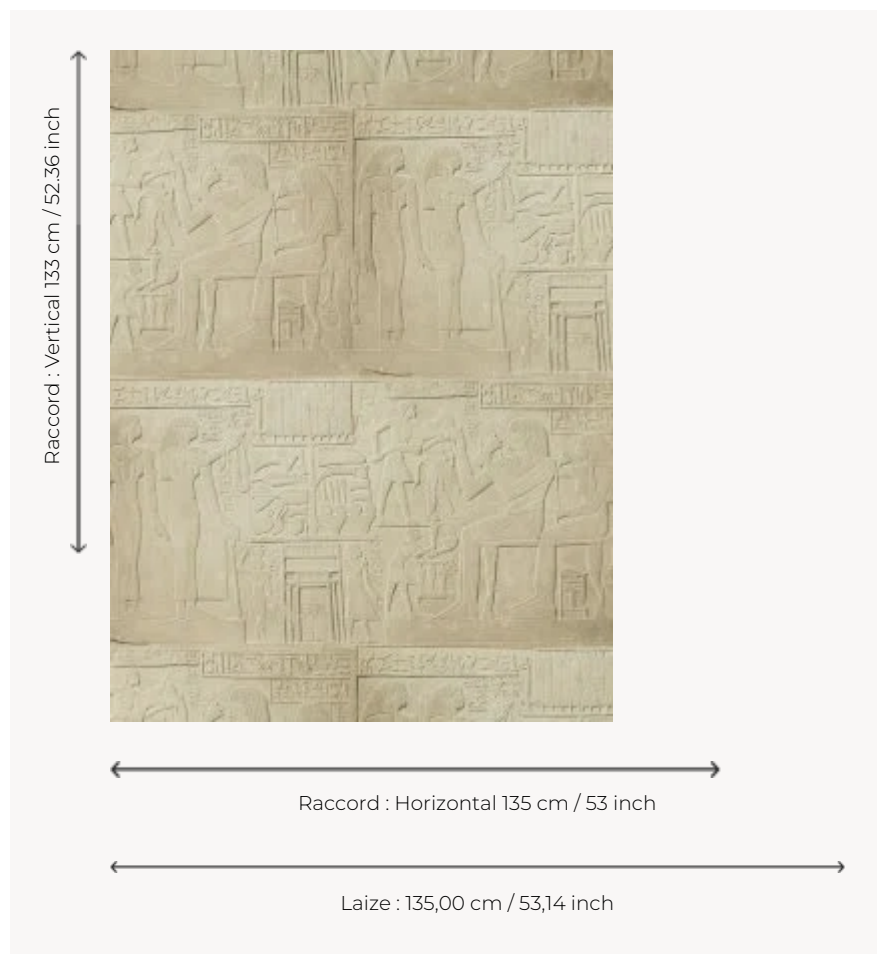 Raccord : Vertical 133 cm / 52.36 inch
Raccord : Horizontal 135 cm / 53 inch
Laize : 135,00 cm / 53,14 inch